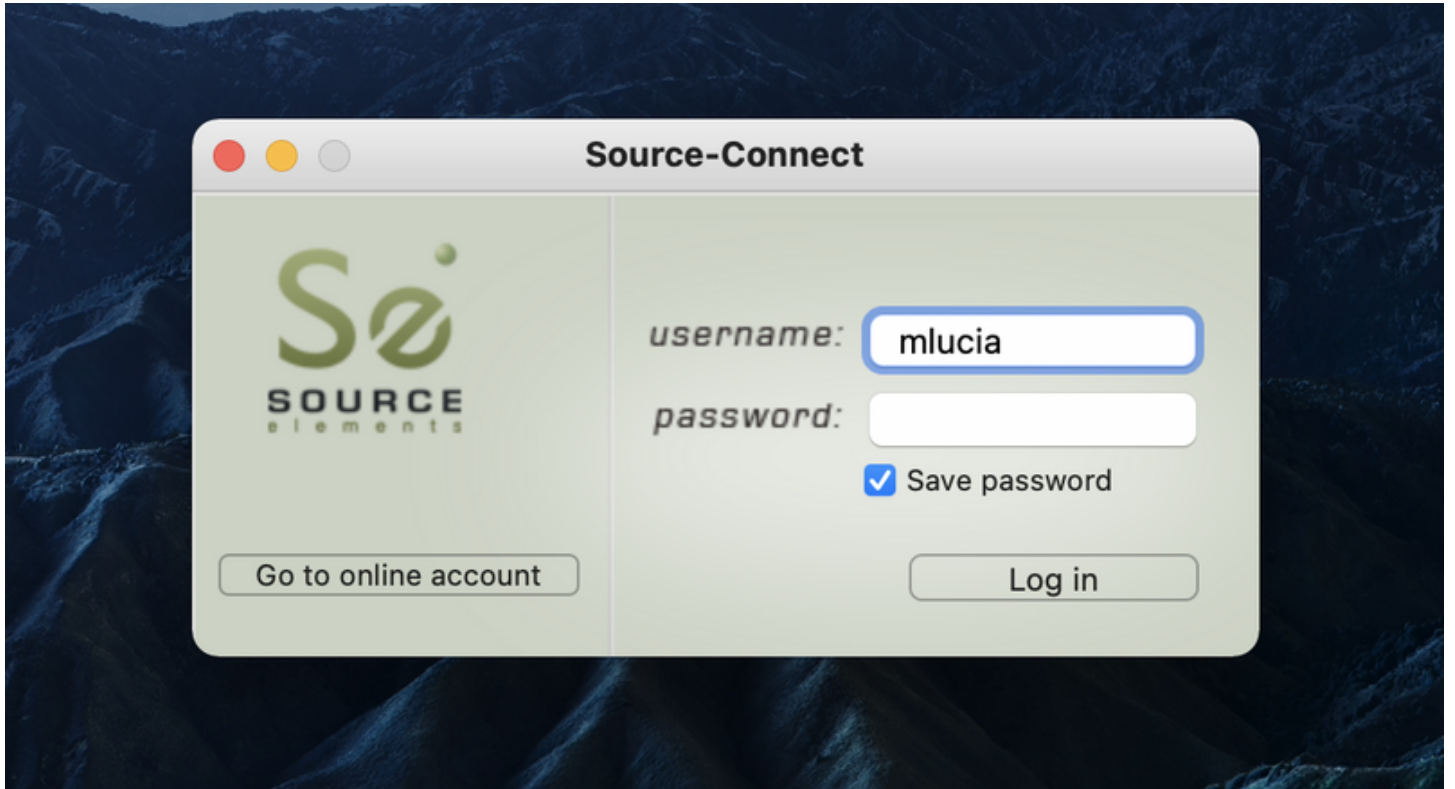 Source-Connect
Se
SOURCE
elements
username: mlucia
password:
Save password
Go to online account
Log in